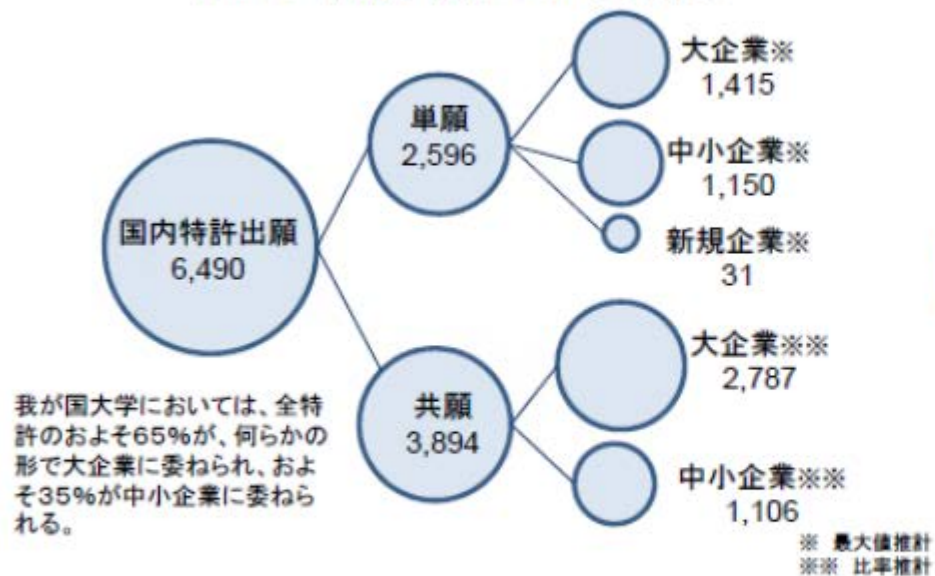 国内特許出願
6,490
単願
2,596
大企業※
1,415
中小企業※
1,150
新規企業※
31
共願
3,894
大企業※※
2,787
中小企業※※
1,106
我が国大学においては、全特
許のおよそ65%が、何らかの
形で大企業に委ねられ、およ
そ35%が中小企業に委ねら
れる。
※ 最大値推計
※※ 比率推計